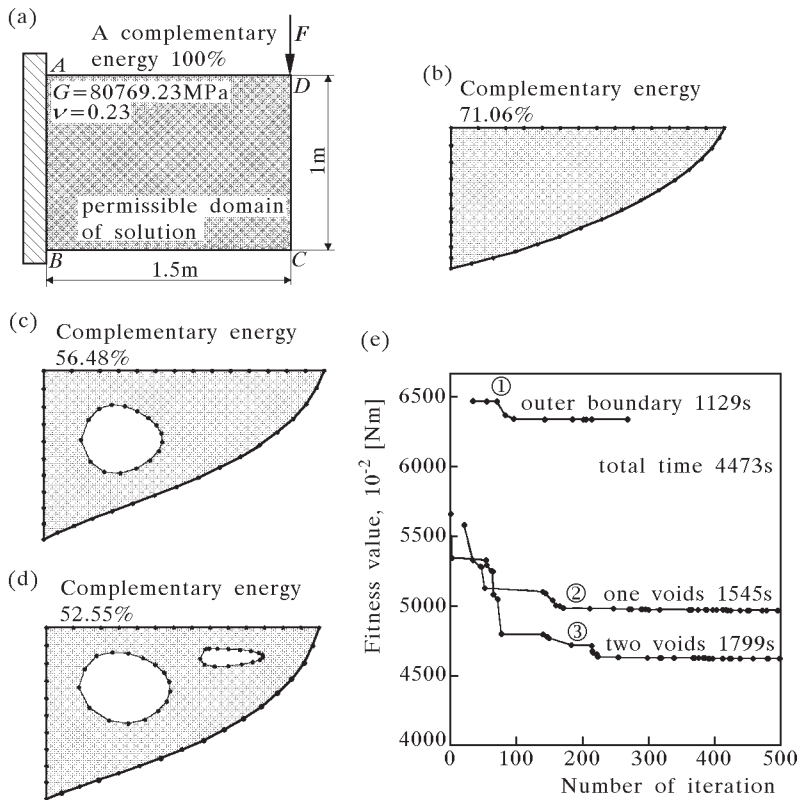 (a)
A complementary
energy 100%
F
A
D
G=80769.23MPa
ν=0.23
1m
permissible domain
of solution
B
C
1.5m
(b)
Complementary energy
71.06%
(c)
Complementary energy
56.48%
(d)
Complementary energy
52.55%
(e)
Fitness value, 10-2 [Nm]
6500
6000
5500
5000
4500
4000
① outer boundary 1129s
total time 4473s
② one voids 1545s
③ two voids 1799s
0 100 200 300 400 500
Number of iteration